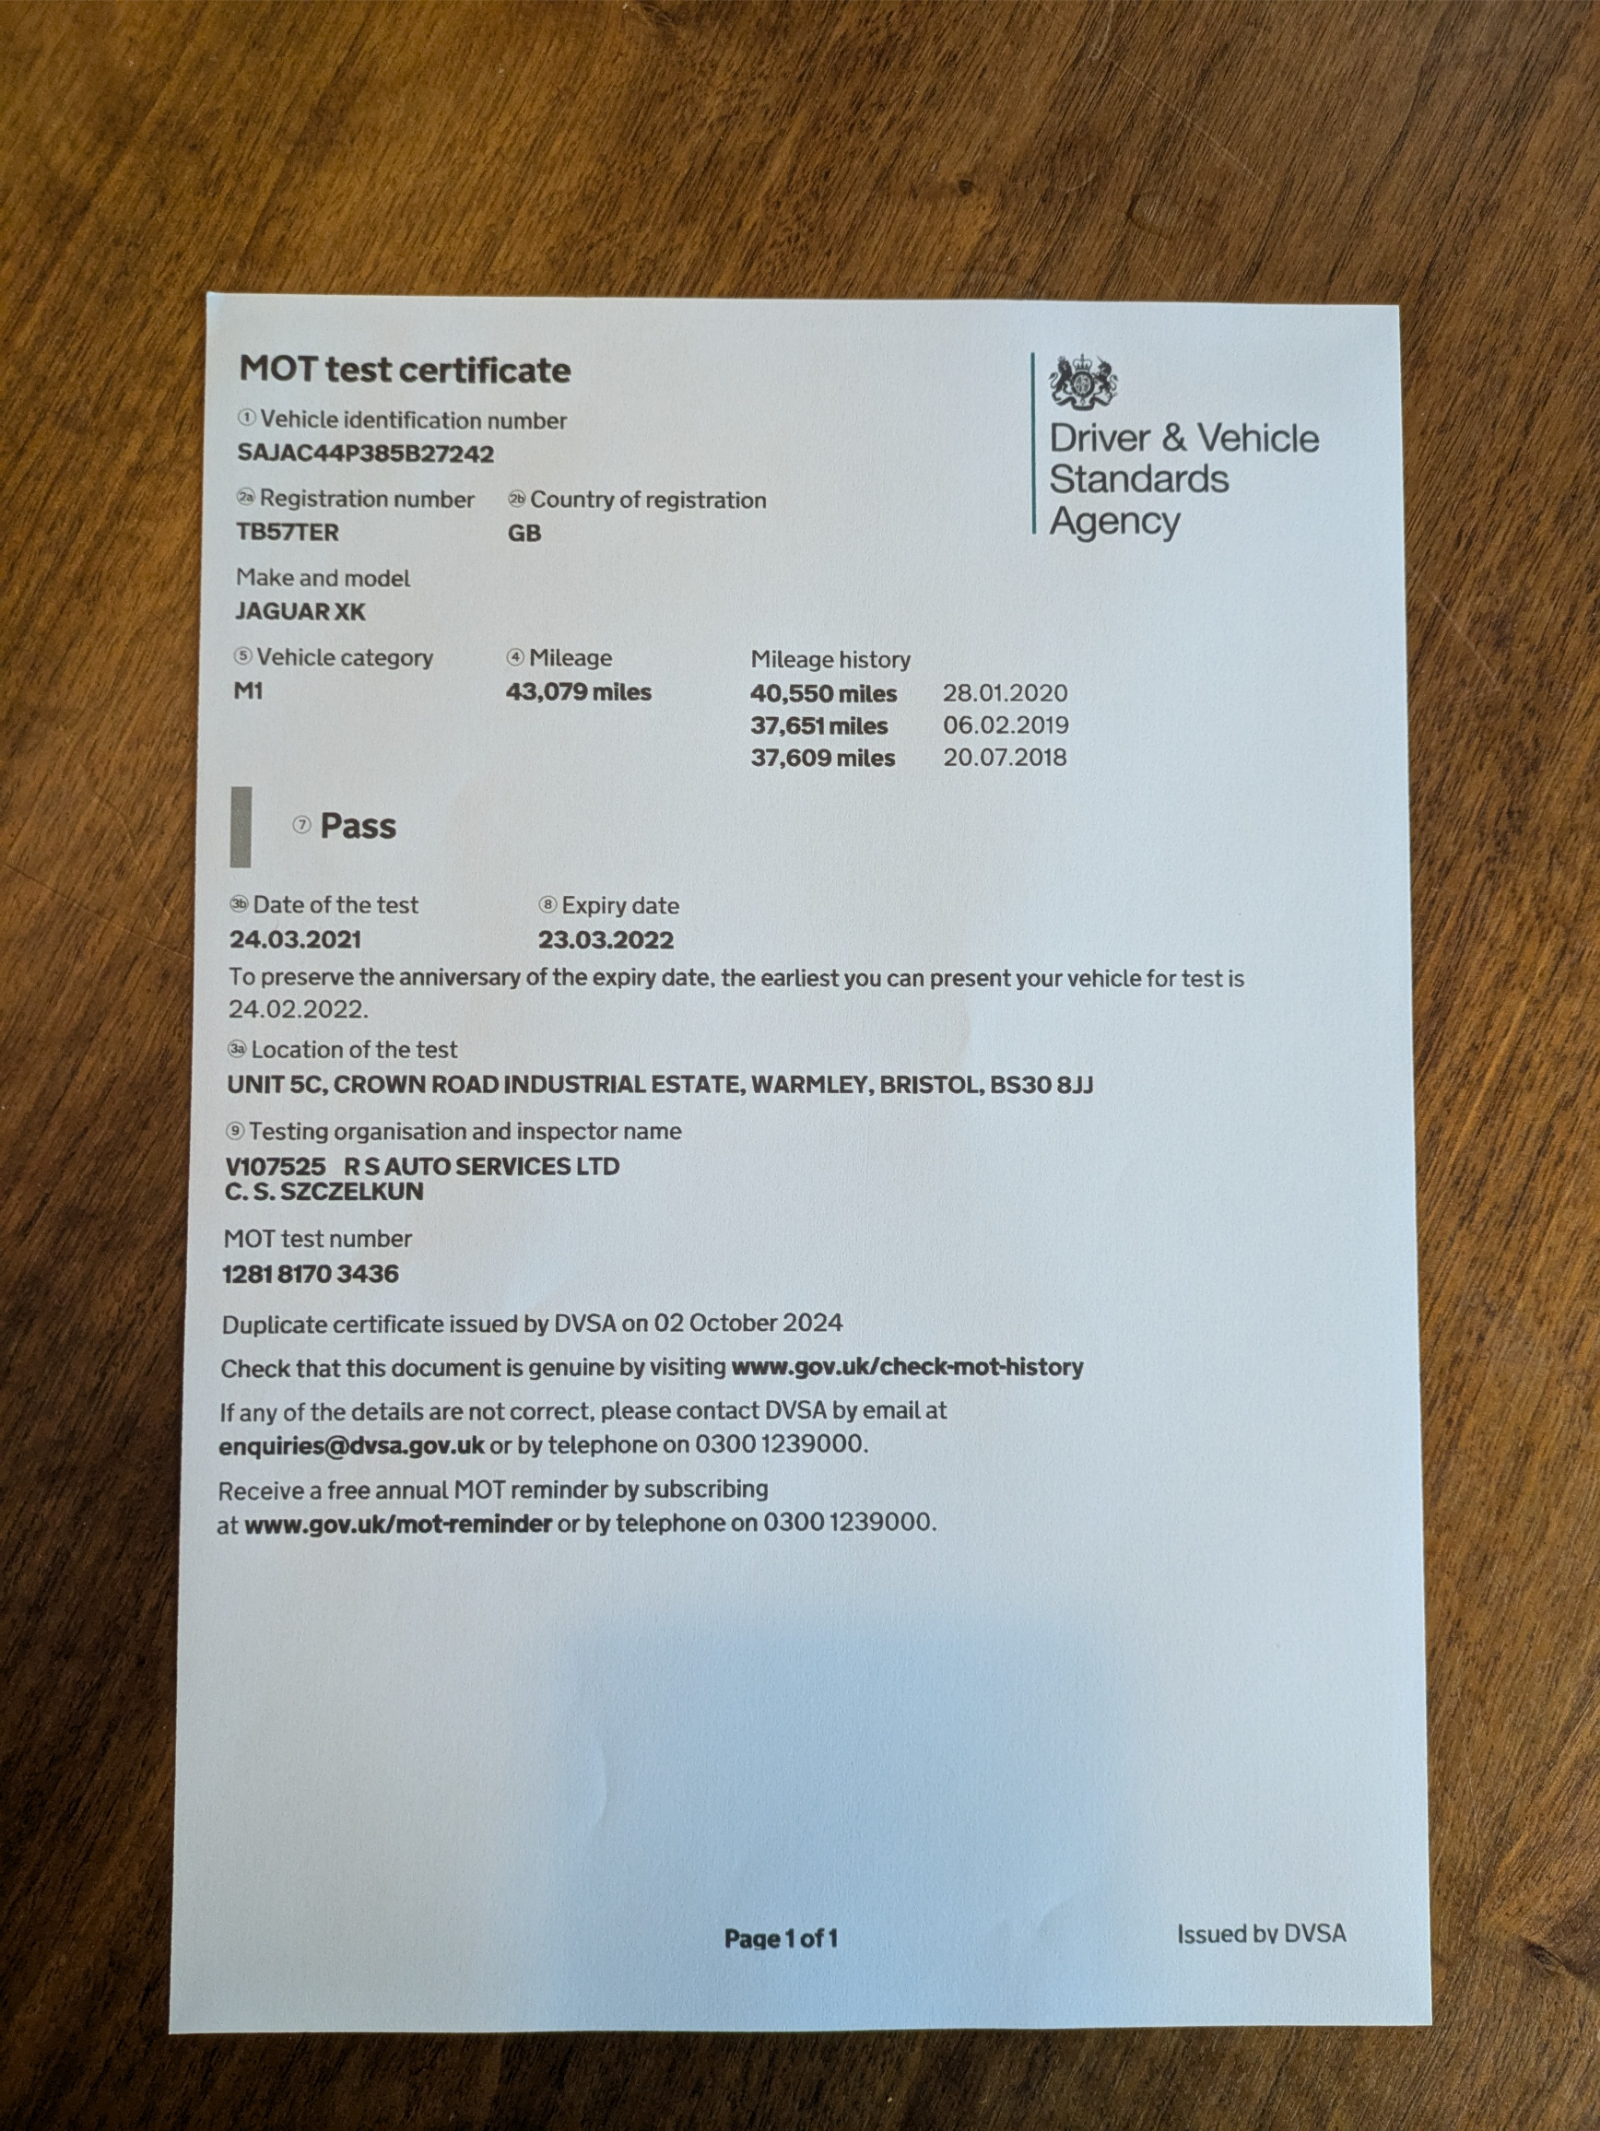 MOT test certificate
Driver & Vehicle
Standards
Agency
1 Vehicle identification number
SAJAC44P385B27242
2a Registration number 2b Country of registration
TB57TER GB
Make and model
JAGUAR XK
5 Vehicle category 4 Mileage Mileage history
M1 43,079 miles 40,550 miles 28.01.2020
37,651 miles 06.02.2019
37,609 miles 20.07.2018
7 Pass
3b Date of the test 8 Expiry date
24.03.2021 23.03.2022
To preserve the anniversary of the expiry date, the earliest you can present your vehicle for test is
24.02.2022.
3a Location of the test
UNIT 5C, CROWN ROAD INDUSTRIAL ESTATE, WARMLEY, BRISTOL, BS30 8JJ
9 Testing organisation and inspector name
V107525 R S AUTO SERVICES LTD
C. S. SZCZELKUN
MOT test number
1281 8170 3436
Duplicate certificate issued by DVSA on 02 October 2024
Check that this document is genuine by visiting www.gov.uk/check-mot-history
If any of the details are not correct, please contact DVSA by email at
enquiries@dvsa.gov.uk or by telephone on 0300 1239000.
Receive a free annual MOT reminder by subscribing
at www.gov.uk/mot-reminder or by telephone on 0300 1239000.
Page 1 of 1 Issued by DVSA